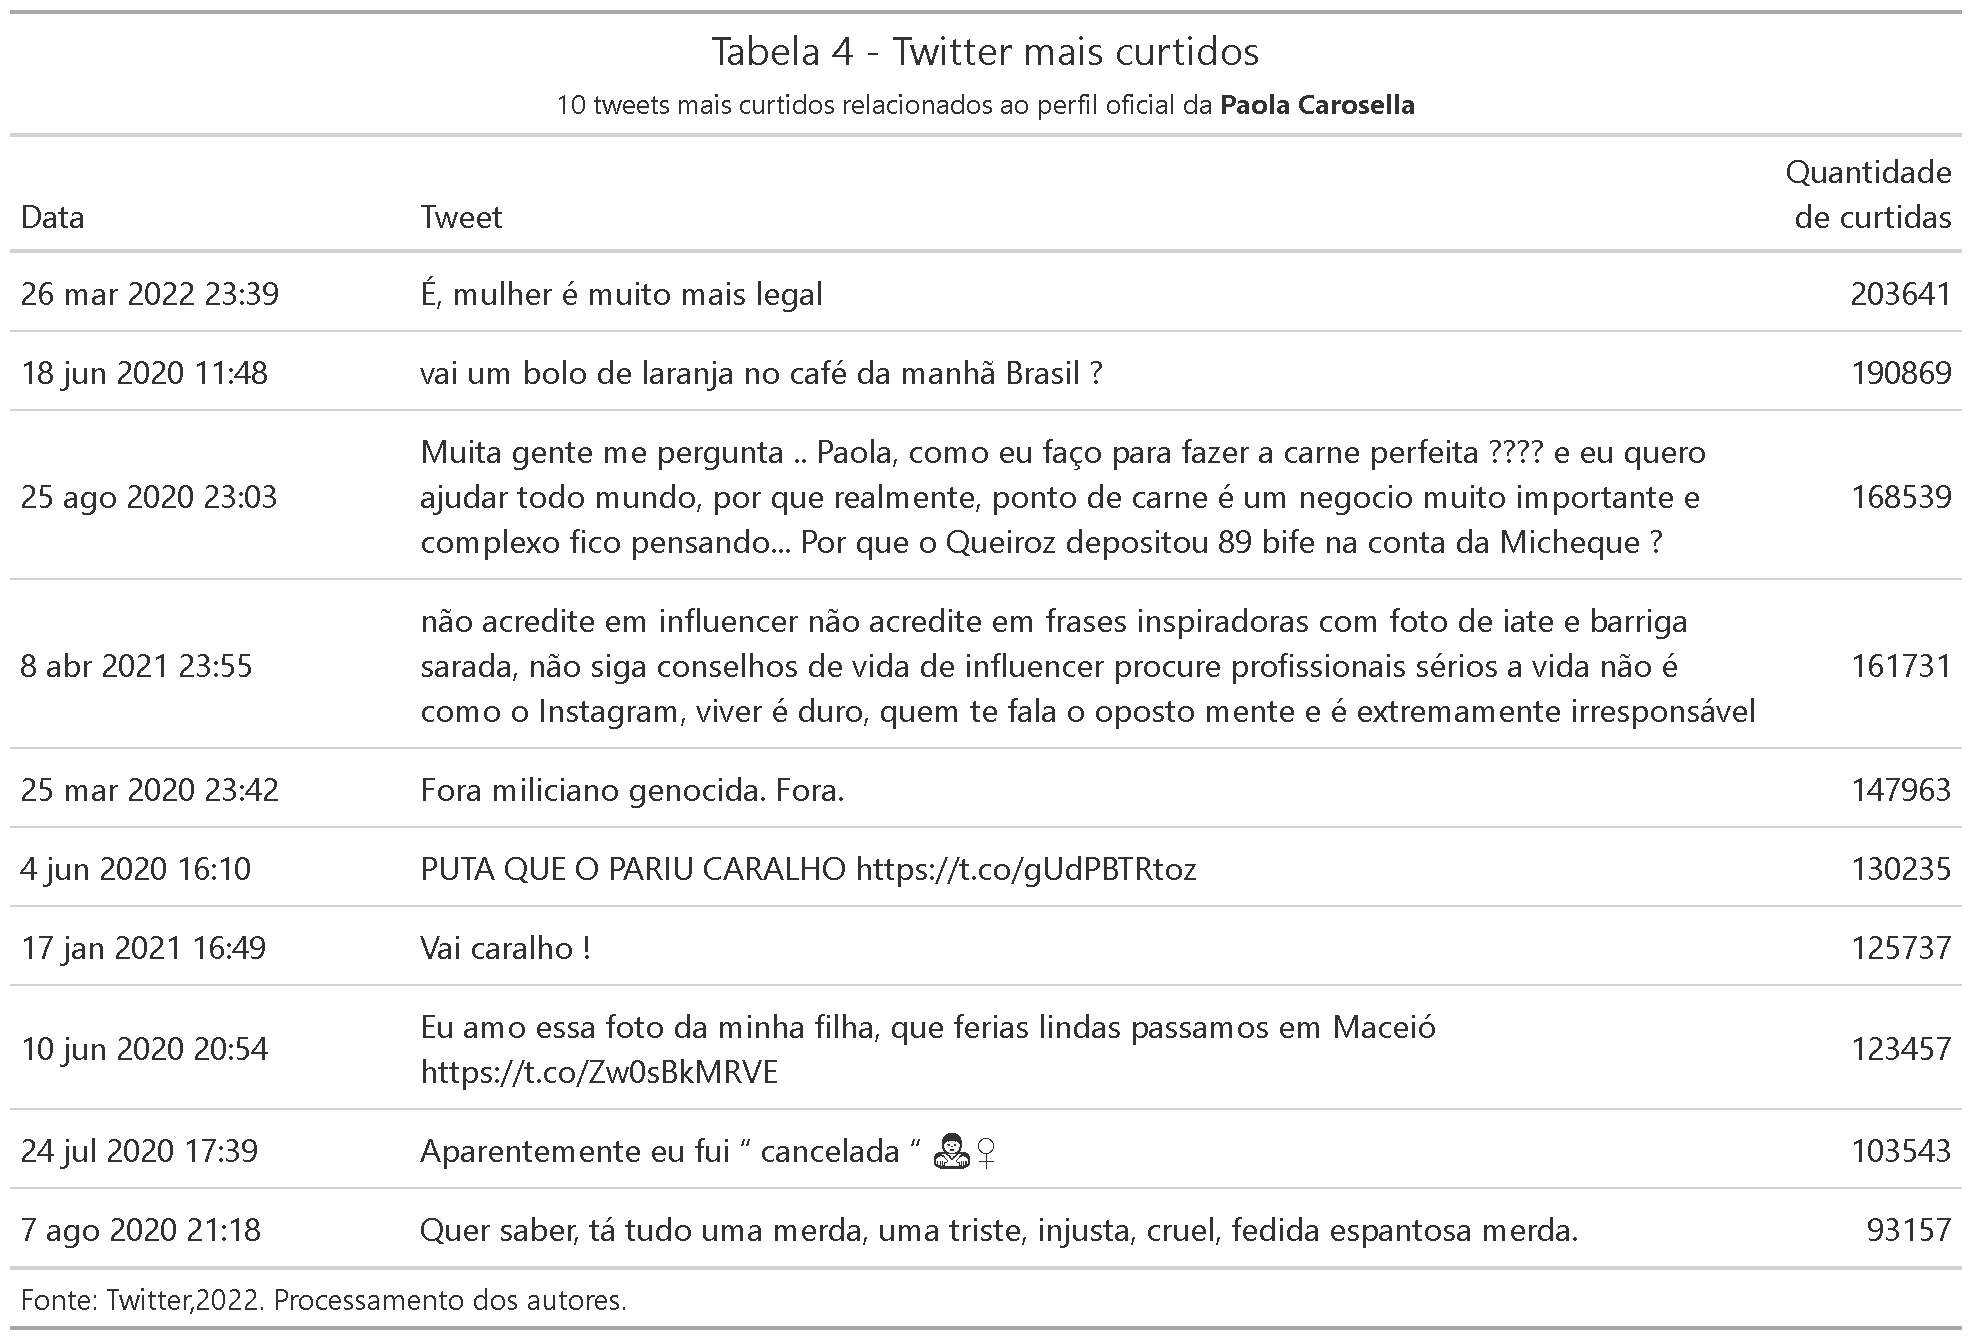 Tabela 4 - Twitter mais curtidos
10 tweets mais curtidos relacionados ao perfil oficial da Paola Carosella
Data Tweet Quantidade de curtidas
26 mar 2022 23:39 É, mulher é muito mais legal 203641
18 jun 2020 11:48 vai um bolo de laranja no café da manhã Brasil ? 190869
Muita gente me pergunta .. Paola, como eu faço para fazer a carne perfeita ???? e eu quero
25 ago 2020 23:03 ajudar todo mundo, por que realmente, ponto de carne é um negocio muito importante e 168539
complexo fico pensando... Por que o Queiroz depositou 89 bife na conta da Micheque ?
não acredite em influencer não acredite em frases inspiradoras com foto de iate e barriga
8 abr 2021 23:55 sarada, não siga conselhos de vida de influencer procure profissionais sérios a vida não é 161731
como o Instagram, viver é duro, quem te fala o oposto mente e é extremamente irresponsável
25 mar 2020 23:42 Fora miliciano genocida. Fora. 147963
4 jun 2020 16:10 PUTA QUE O PARIU CARALHO https://t.co/gUdPBTRtoz 130235
17 jan 2021 16:49 Vai caralho ! 125737
10 jun 2020 20:54 Eu amo essa foto da minha filha, que ferias lindas passamos em Maceió 123457
https://t.co/Zw0sBkMRVE
24 jul 2020 17:39 Aparentemente eu fui “ cancelada “ 🙍♀ 103543
7 ago 2020 21:18 Quer saber, tá tudo uma merda, uma triste, injusta, cruel, fedida espantosa merda. 93157
Fonte: Twitter,2022. Processamento dos autores.